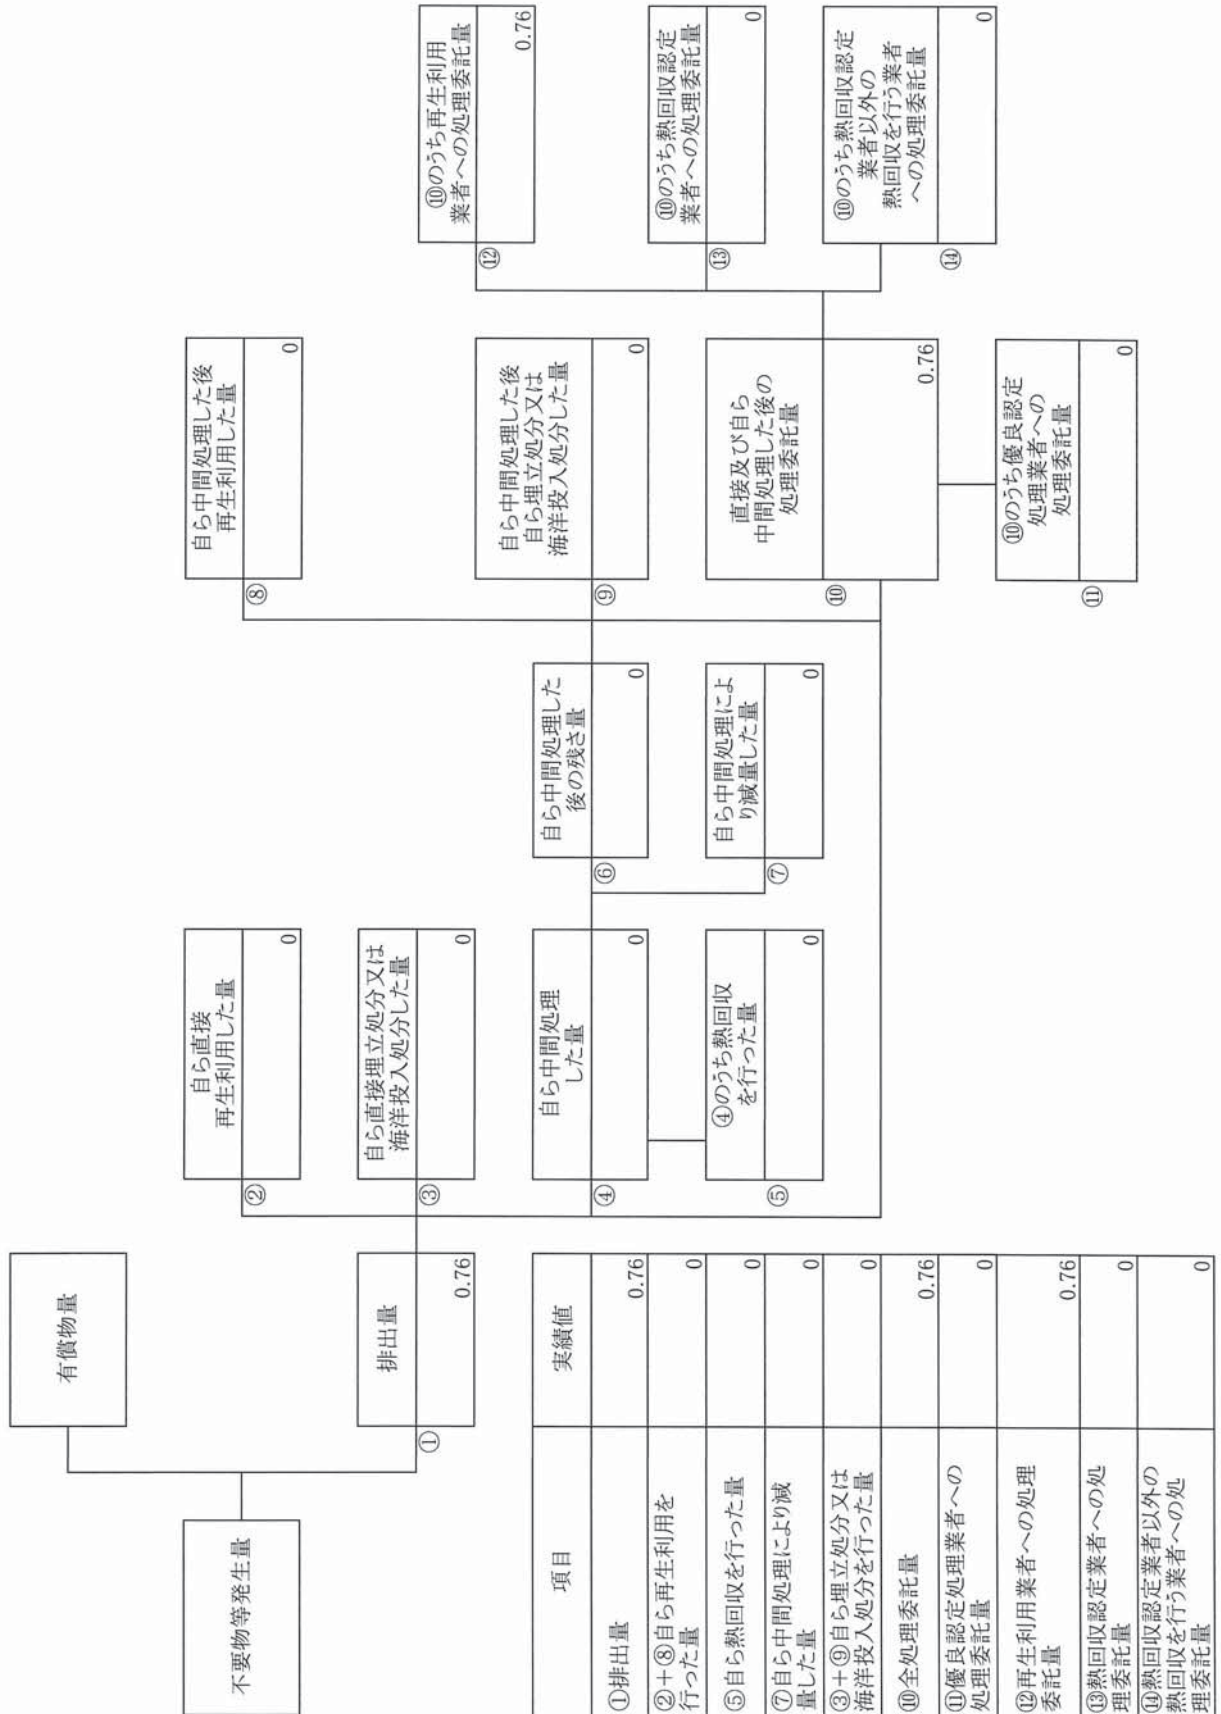 不要物等発生量
有償物量
排出量
0.76
①
自ら直接
再生利用した量
0
②
自ら直接埋立処分又は
海洋投入処分した量
0
③
自ら中間処理
した量
0
④
④のうち熱回収
を行った量
0
⑤
自ら中間処理した
後の残さ量
0
⑥
自ら中間処理によ
り減量した量
0
⑦
自ら中間処理した後
再生利用した量
0
⑧
自ら中間処理した後
自ら埋立処分又は
海洋投入処分した量
0
⑨
直接及び自ら
中間処理した後の
処理委託量
0.76
⑩
⑩のうち優良認定
処理業者への
処理委託量
0
⑪
⑩のうち再生利用
業者への処理委託量
0.76
⑫
⑩のうち熱回収認定
業者への処理委託量
0
⑬
⑩のうち熱回収認定
業者以外の
熱回収を行う業者
への処理委託量
0
⑭
項目 実績値
①排出量 0.76
②+⑧自ら再生利用を
行った量 0
⑤自ら熱回収を行った量 0
⑦自ら中間処理により減
量した量 0
③+⑨自ら埋立処分又は
海洋投入処分を行った量 0
⑩全処理委託量 0.76
⑪優良認定処理業者への
処理委託量 0
⑫再生利用業者への処理
委託量 0.76
⑬熱回収認定業者への処
理委託量 0
⑭熱回収認定業者以外の
熱回収を行う業者への処
理委託量 0